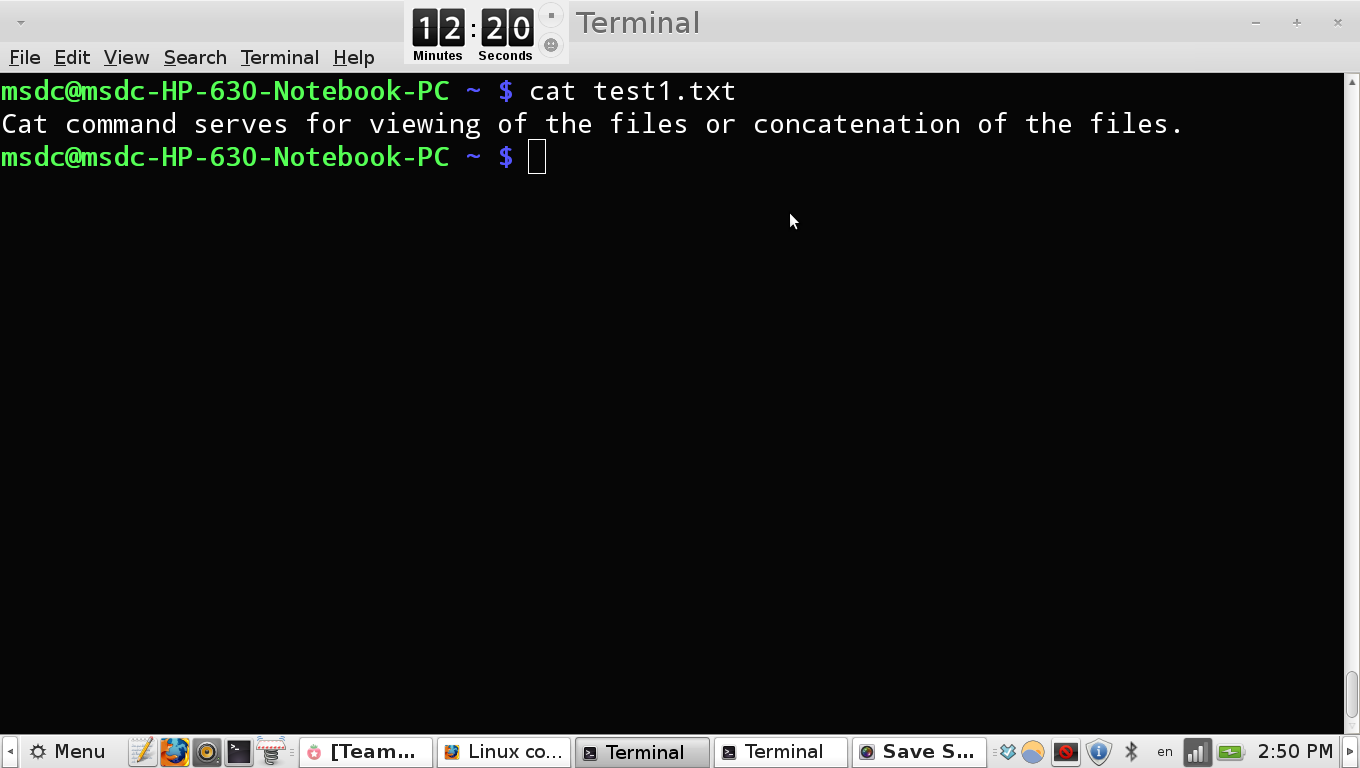 12:20
Minutes Seconds
Terminal
File Edit View Search Terminal Help
msdc@msdc-HP-630-Notebook-PC ~ $ cat test1.txt
Cat command serves for viewing of the files or concatenation of the files.
msdc@msdc-HP-630-Notebook-PC ~ $
Menu [Team... Linux co... Terminal Terminal Save S... en 2:50 PM